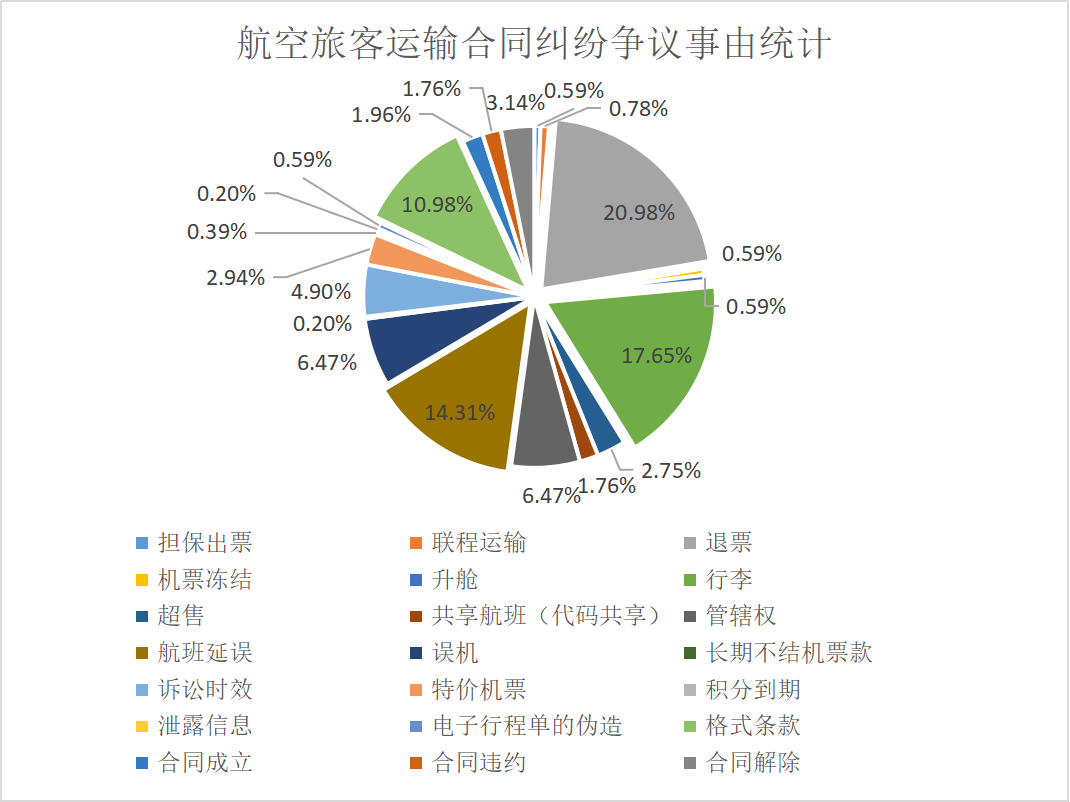 航空旅客运输合同纠纷争议事由统计
1.76%
3.14%
0.59%
0.78%
1.96%
0.59%
0.20%
10.98%
20.98%
0.39%
0.59%
2.94%
4.90%
0.59%
0.20%
6.47%
17.65%
14.31%
2.75%
6.47%
1.76%
担保出票 联程运输 退票
机票冻结 升舱 行李
超售 共享航班（代码共享） 管辖权
航班延误 误机 长期不结机票款
诉讼时效 特价机票 积分到期
泄露信息 电子行程单的伪造 格式条款
合同成立 合同违约 合同解除